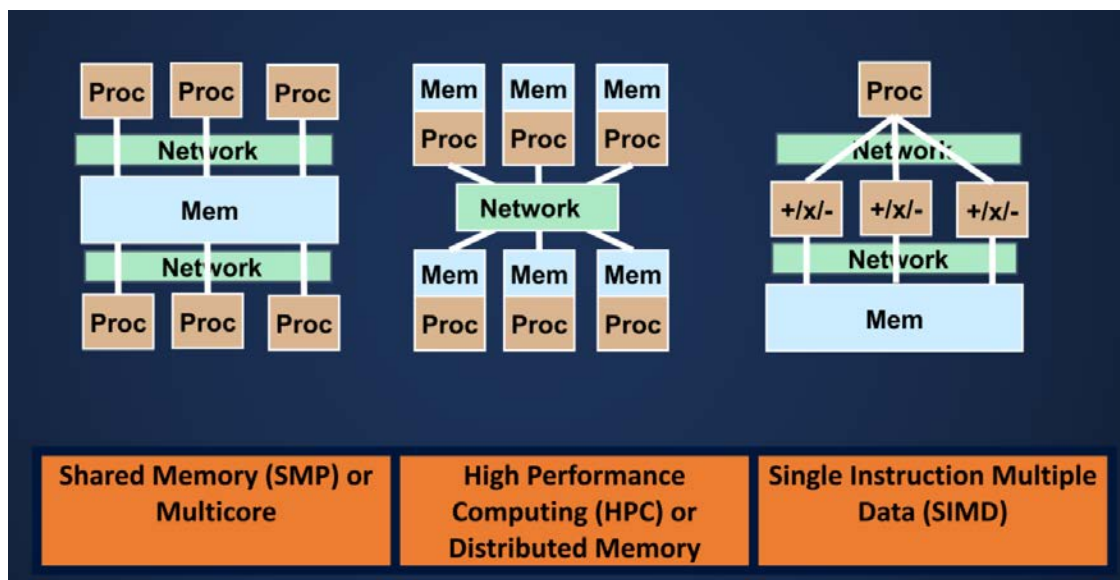 Proc Proc Proc
Network
Mem
Network
Proc Proc Proc
Mem Mem Mem
Proc Proc Proc
Network
Mem Mem Mem
Proc Proc Proc
Proc
Network
+/x/- +/x/- +/x/-
Network
Mem
Shared Memory (SMP) or
Multicore
High Performance
Computing (HPC) or
Distributed Memory
Single Instruction Multiple
Data (SIMD)